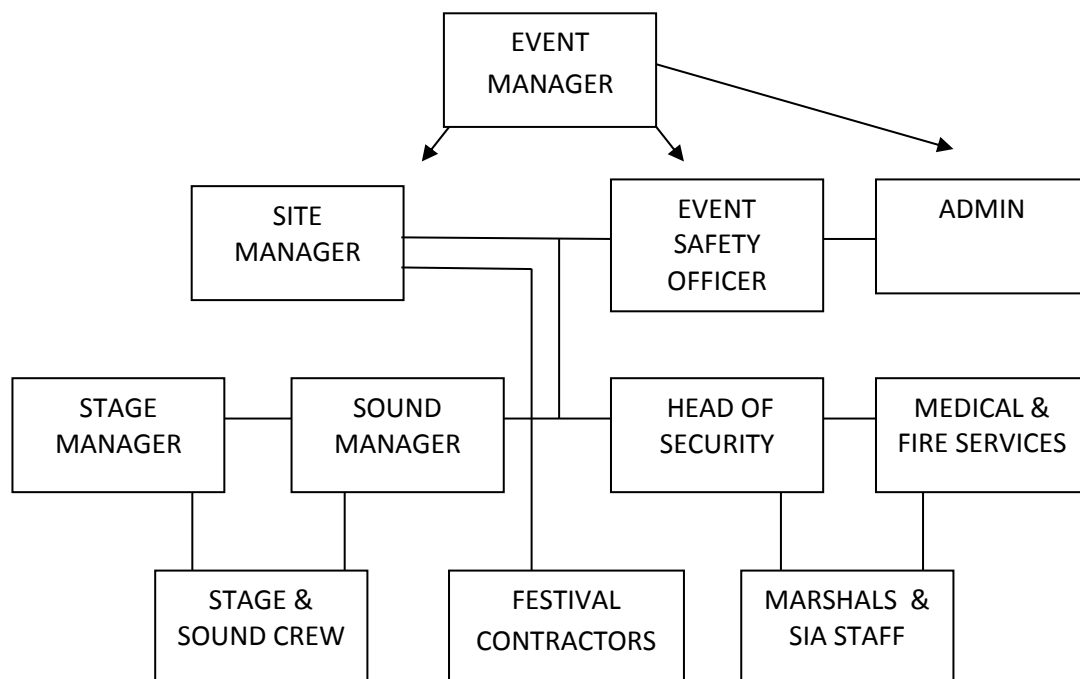 EVENT
MANAGER
SITE
MANAGER
EVENT
SAFETY
OFFICER
ADMIN
STAGE
MANAGER
SOUND
MANAGER
HEAD OF
SECURITY
MEDICAL &
FIRE SERVICES
STAGE &
SOUND CREW
FESTIVAL
CONTRACTORS
MARSHALS &
SIA STAFF